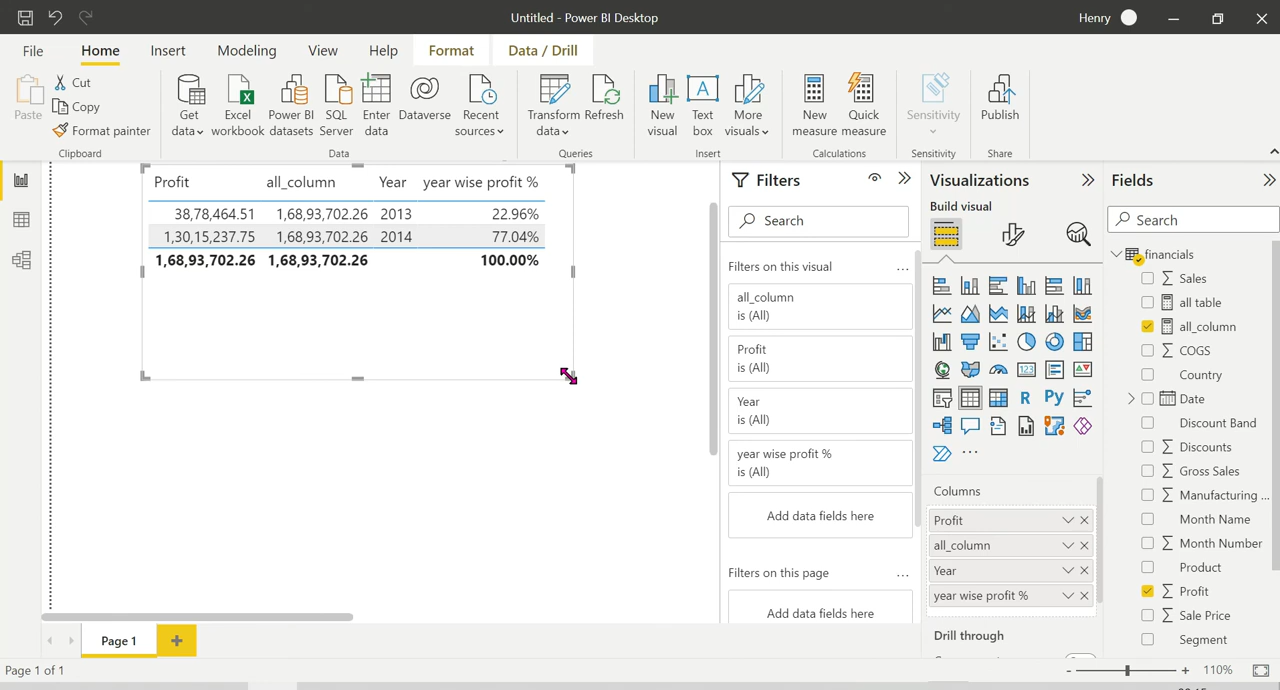 Untitled - Power BI Desktop
Henry
File Home Insert Modeling View Help Format Data / Drill
Paste
Cut
Copy
Format painter
Clipboard
Get data
Excel workbook
PowerBI datasets
SQL Server
Enter data
Dataverse
Recent sources
Data
Transform data
Refresh
Queries
New visual
Text box
More visuals
Insert
New measure
Quick measure
Calculations
Sensitivity
Sensitivity
Publish
Share
Profit all_column Year year wise profit %
38,78,464.51 1,68,93,702.26 2013 22.96%
1,30,15,237.75 1,68,93,702.26 2014 77.04%
1,68,93,702.26 1,68,93,702.26 100.00%
Filters
Search
Filters on this visual ...
all_column
is (All)
Profit
is (All)
Year
is (All)
year wise profit %
is (All)
Add data fields here
Filters on this page ...
Add data fields here
Visualizations
Build visual
123
R Py
...
Columns
Profit
all_column
Year
year wise profit %
Drill through
Fields
Search
financials
Sales
all table
all_column
COGS
Country
Date
Discount Band
Discounts
Gross Sales
Manufacturing ...
Month Name
Month Number
Product
Profit
Sale Price
Segment
Page 1
Page 1 of 1
- + 110%